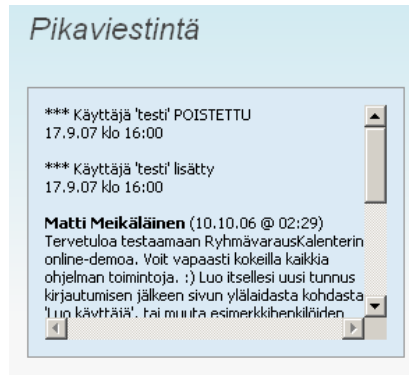 Pikaviestintä
*** Käyttäjä 'testi' POISTETTU
17.9.07 klo 16:00
*** Käyttäjä 'testi' lisätty
17.9.07 klo 16:00
Matti Meikäläinen (10.10.06 @ 02:29)
Tervetuloa testaamaan RyhmävarausKalenterin
online-demoa. Voit vapaasti kokeilla kaikkia
ohjelman toimintoja. :) Luo itsellesi uusi tunnus
kirjautumisen jälkeen sivun ylälaidasta kohdasta
'Luo käyttäjä', tai muuta esimerkkihenkilöiden